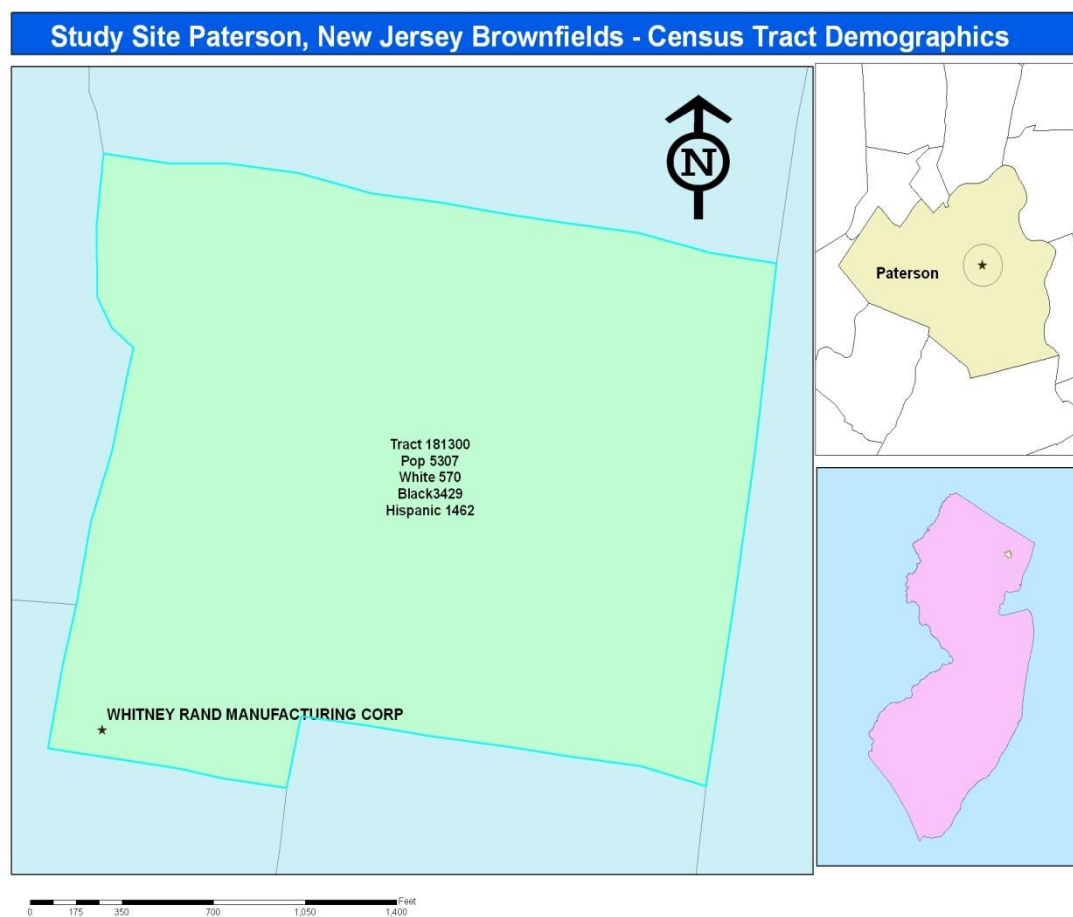 Study Site Paterson, New Jersey Brownfields - Census Tract Demographics
N
Paterson
Tract 181300
Pop 5307
White 570
Black3429
Hispanic 1462
WHITNEY RAND MANUFACTURING CORP
Feet
0 175 350 700 1,050 1,400